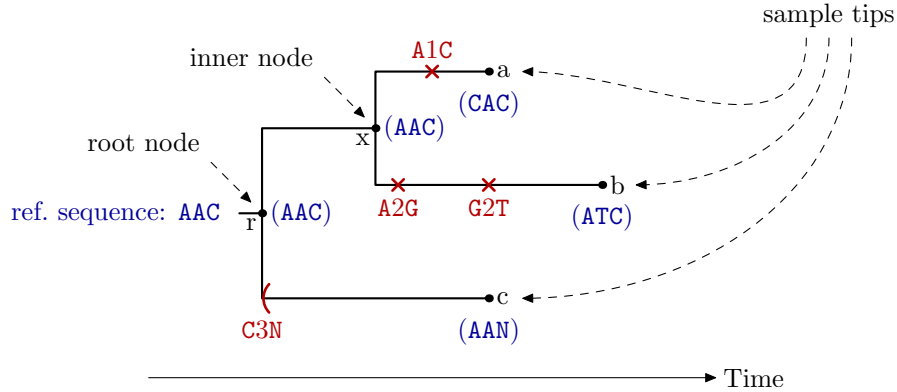 sample tips
A1C
inner node
a
(CAC)
x
(AAC)
root node
b
A2G
G2T
(ATC)
ref. sequence: AAC
r
(AAC)
c
C3N
(AAN)
Time